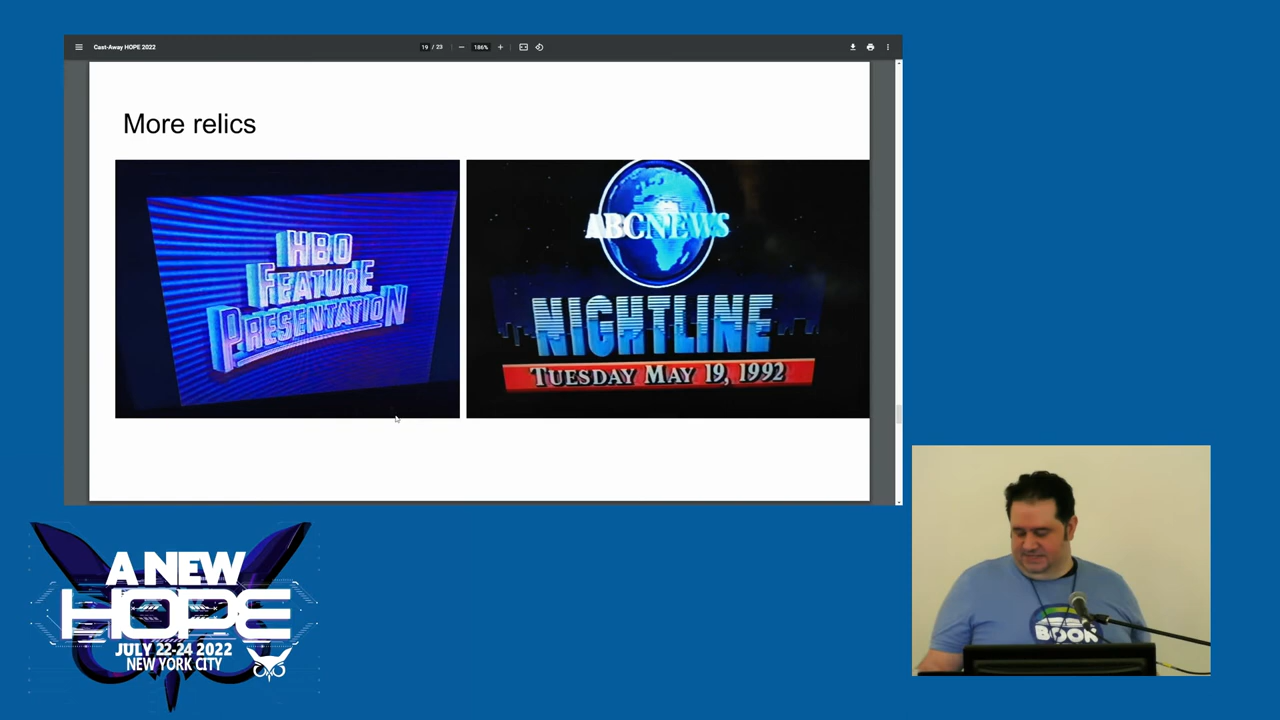 Cast-Away HOPE 2022
19 / 23
186%
More relics
HBO
FEATURE
PRESENTATION
ABCNEWS
NIGHTLINE
TUESDAY MAY 19, 1992
A NEW
HOPE
JULY 22-24 2022
NEW YORK CITY
BOOK